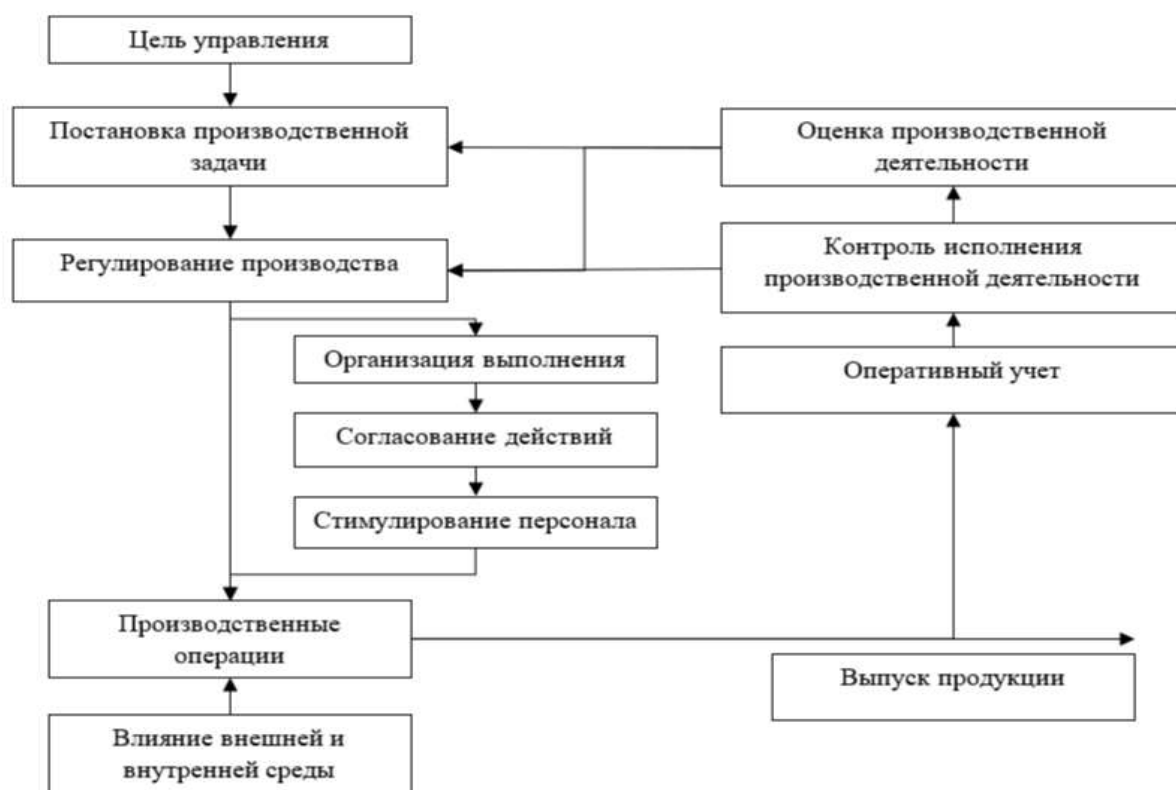 Цель управления
Постановка производственной
задачи
Оценка производственной
деятельности
Регулирование производства
Контроль исполнения
производственной деятельности
Организация выполнения
Оперативный учет
Согласование действий
Стимулирование персонала
Производственные
операции
Выпуск продукции
Влияние внешней и
внутренней среды